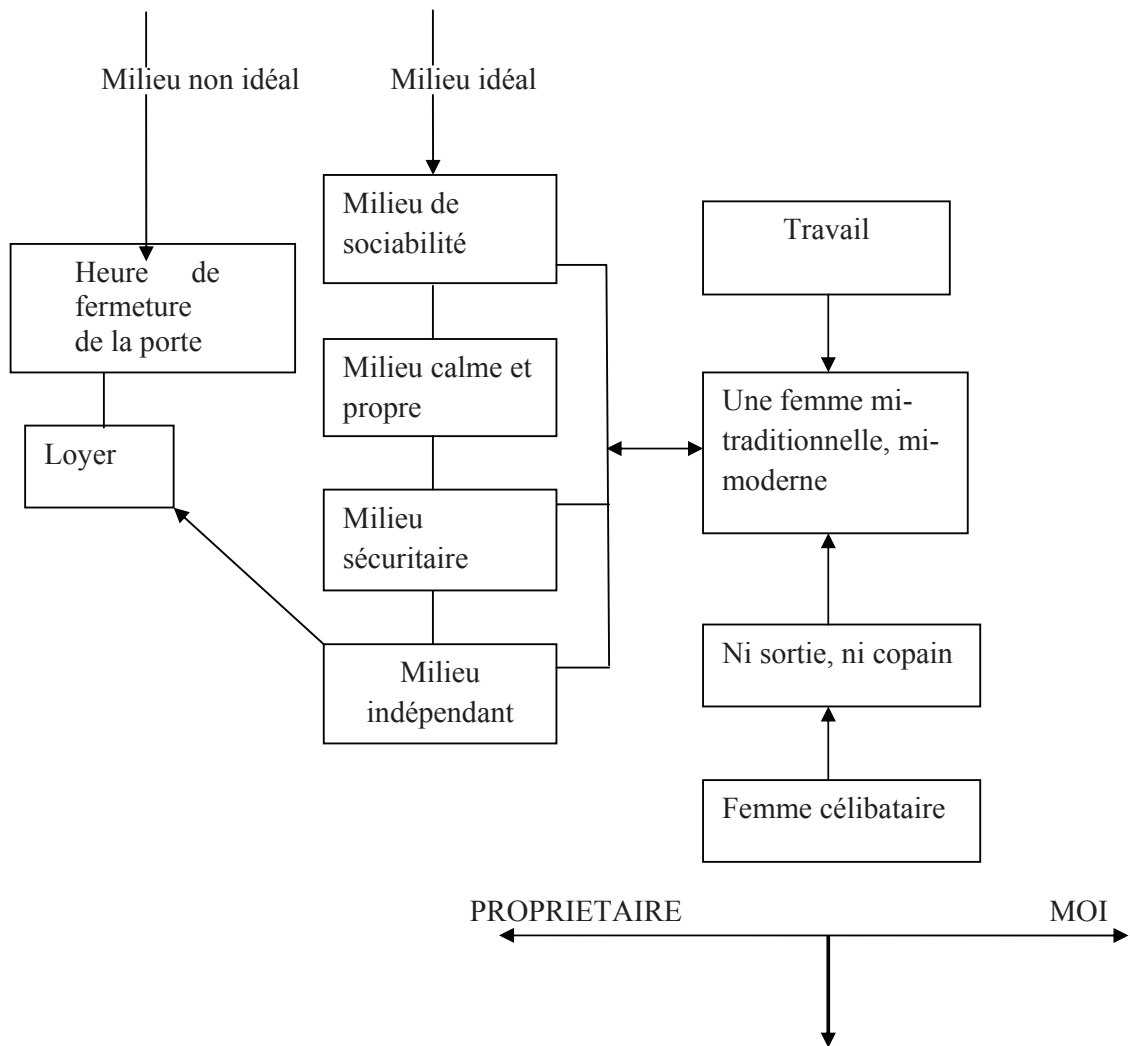 Milieu non idéal
Milieu idéal
Milieu de
sociabilité
Travail
Heure de
fermeture
de la porte
Milieu calme et
propre
Une femme mi-
traditionnelle, mi-
moderne
Loyer
Milieu
sécuritaire
Milieu
indépendant
Ni sortie, ni copain
Femme célibataire
PROPRIETAIRE
MOI